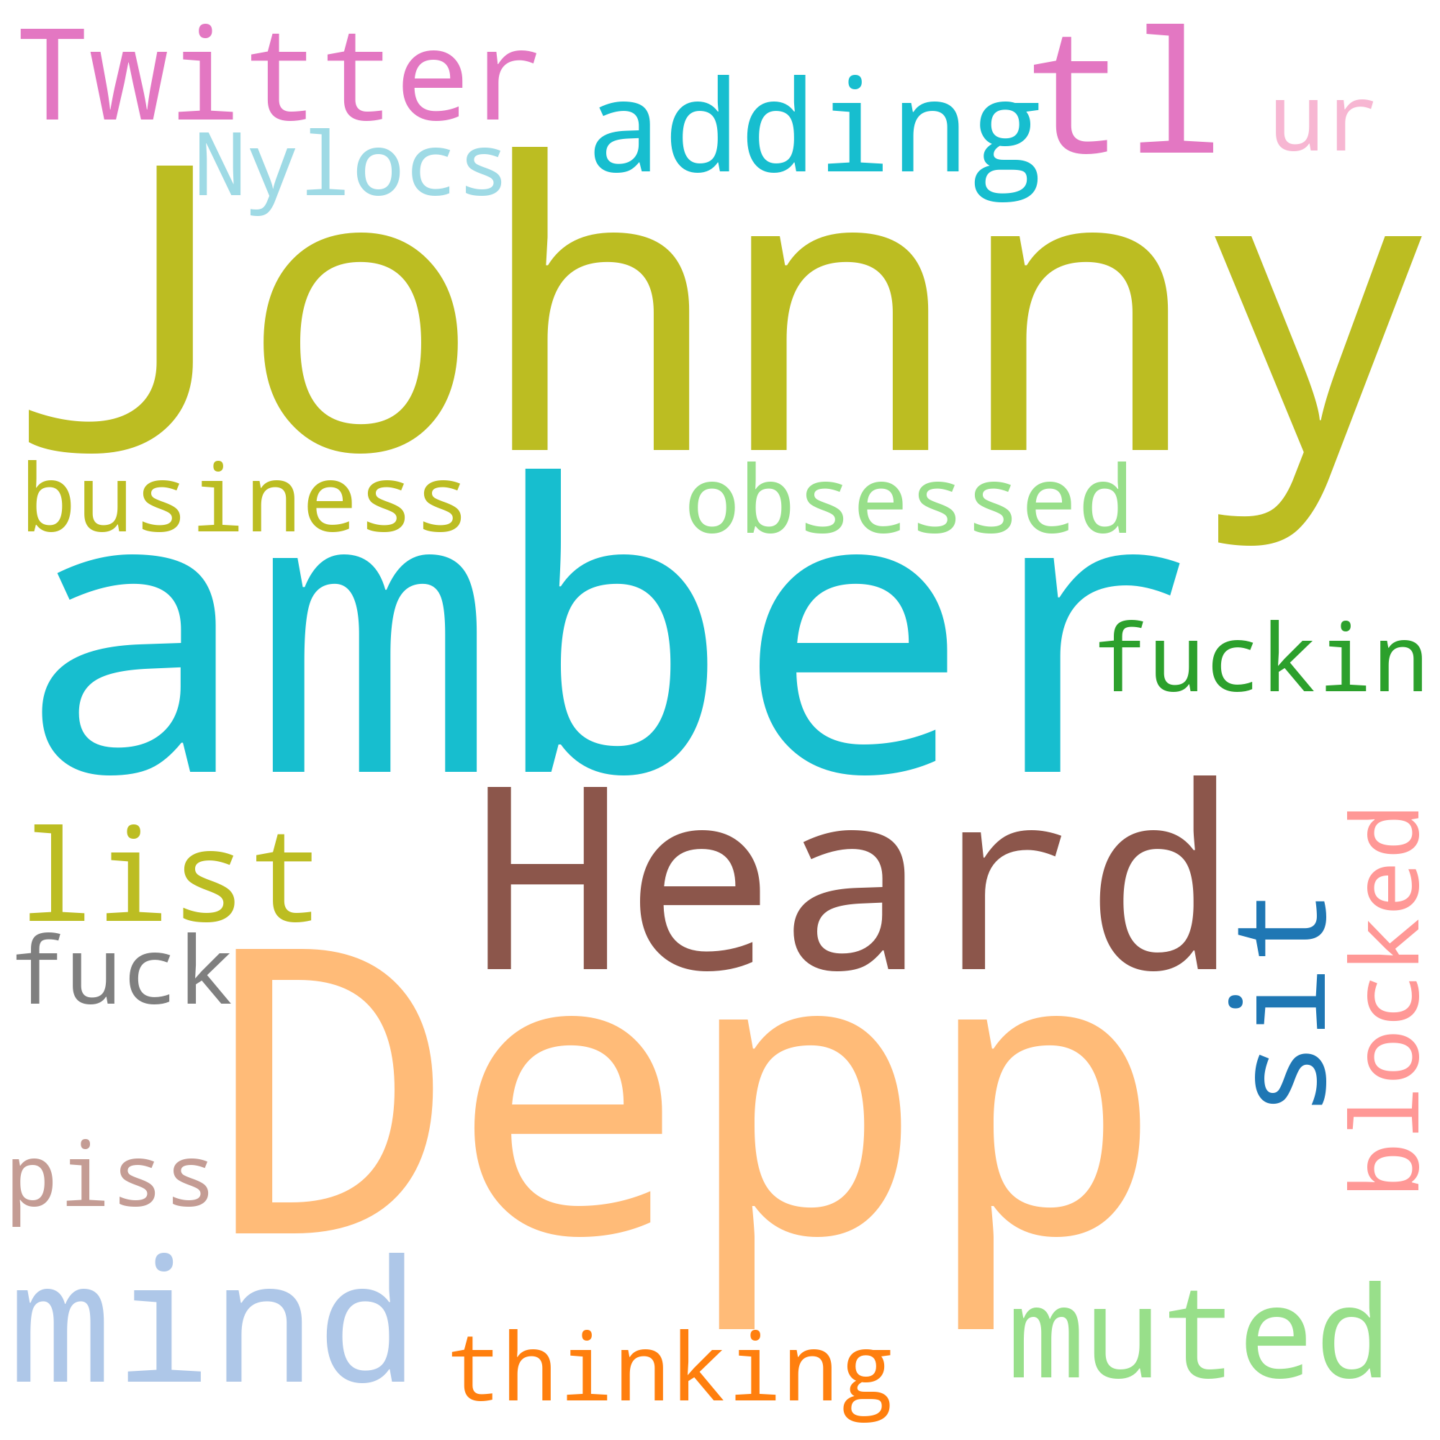 Twitter
tl
adding
ur
Nylocs
Johnny
business
obsessed
amber
fuckin
Heard
list
blocked
sit
fuck
Depp
piss
mind
muted
thinking